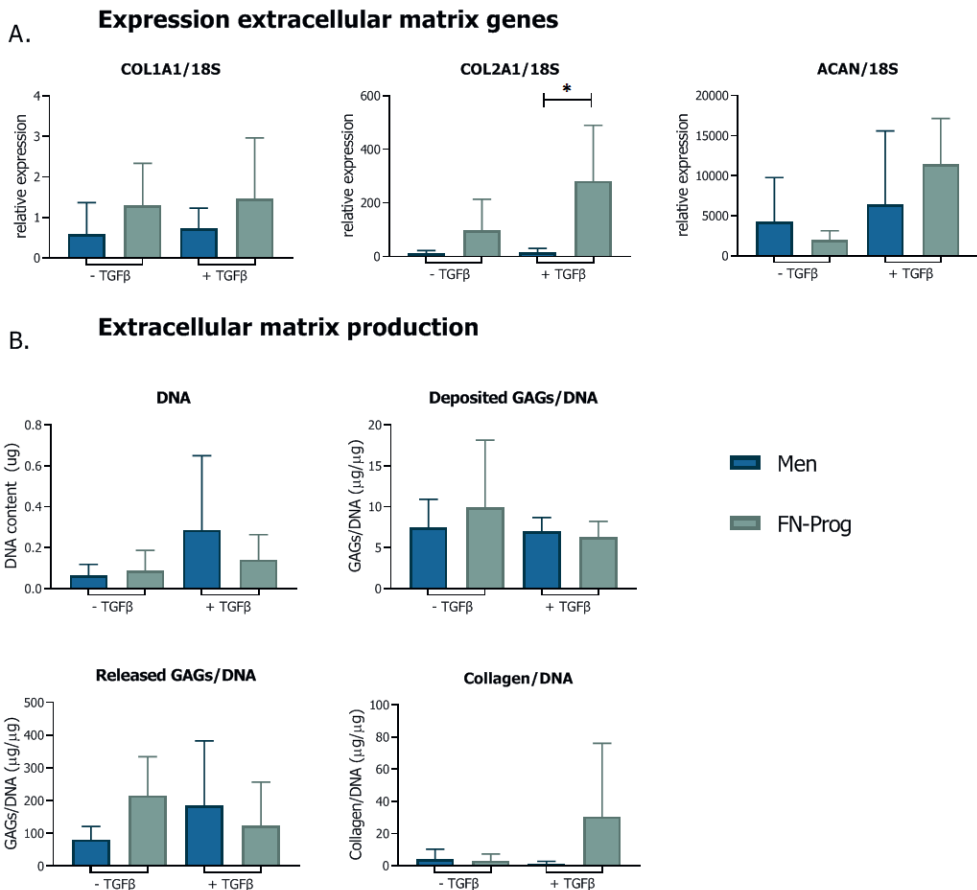 A.
Expression extracellular matrix genes
COL1A1/18S
relative expression
4
3
2
1
0
- TGFβ
+ TGFβ
COL2A1/18S
relative expression
600
400
200
0
*
- TGFβ
+ TGFβ
ACAN/18S
relative expression
20000
15000
10000
5000
0
- TGFβ
+ TGFβ
B.
Extracellular matrix production
DNA
DNA content (ug)
0.8
0.6
0.4
0.2
0.0
- TGFβ
+ TGFβ
Deposited GAGs/DNA
GAGs/DNA (µg/µg)
20
15
10
5
0
- TGFβ
+ TGFβ
Men
FN-Prog
Released GAGs/DNA
GAGs/DNA (µg/µg)
500
400
300
200
100
0
- TGFβ
+ TGFβ
Collagen/DNA
Collagen/DNA (µg/µg)
100
80
60
40
20
0
- TGFβ
+ TGFβ